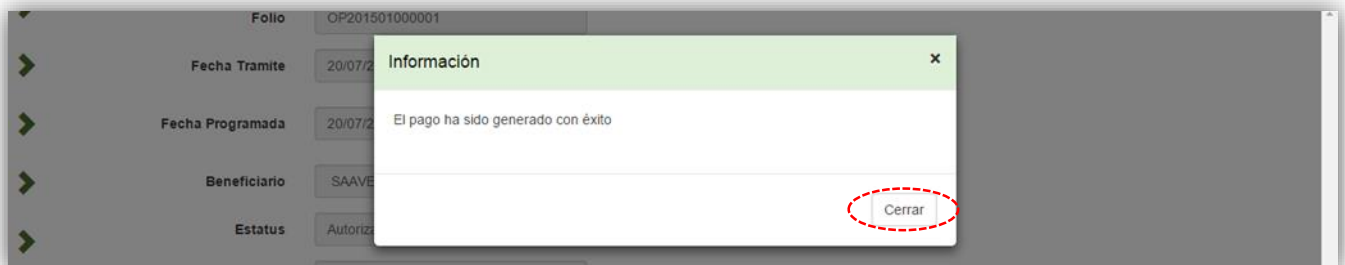 Folio OP201501000001
Información ×
Fecha Tramite 20/07/2
El pago ha sido generado con éxito
Fecha Programada 20/07/2
Beneficiario SAAVE
Cerrar
Estatus Autoriza